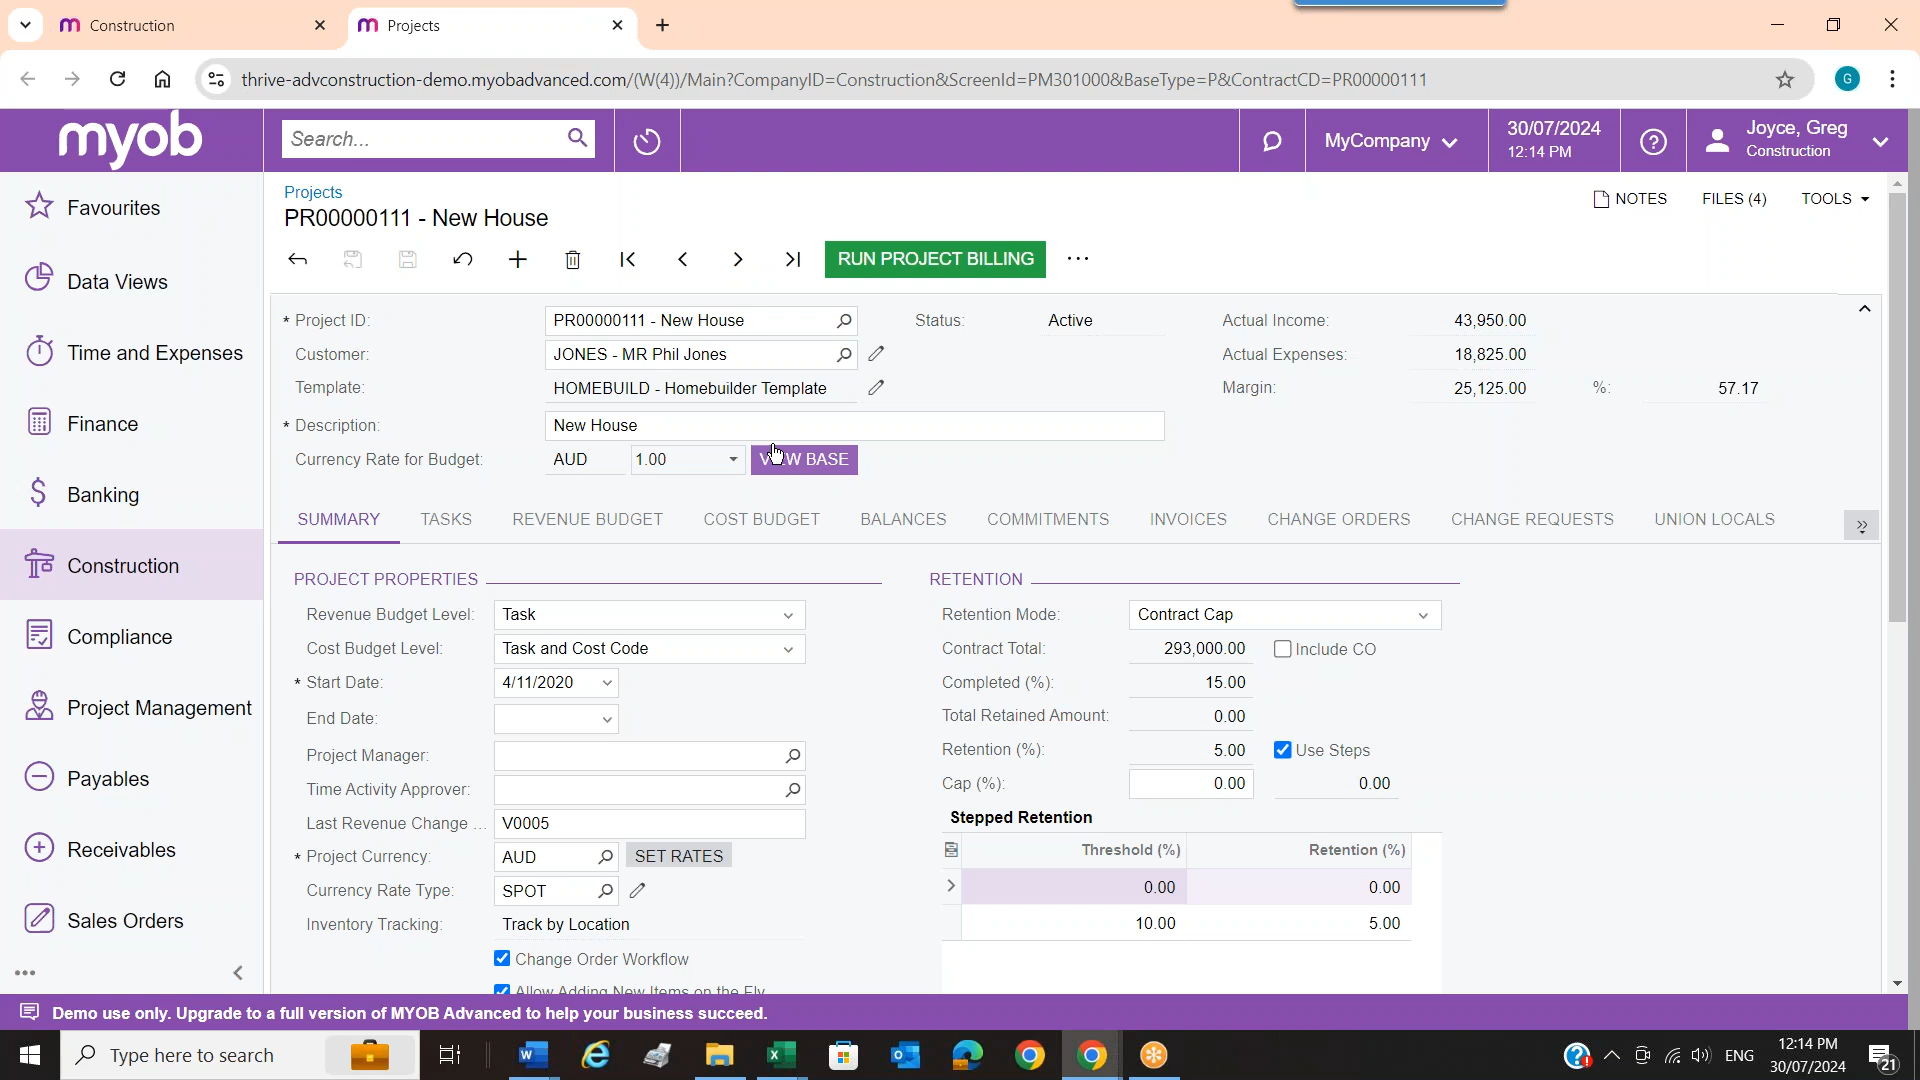 Construction
Projects
thrive-advconstruction-demo.myobadvanced.com/(W(4))/Main?CompanyID=Construction&ScreenId=PM301000&BaseType=P&ContractCD=PR00000111
G
myob
Search...
MyCompany
30/07/2024
12:14 PM
Joyce, Greg
Construction
Favourites
Data Views
Time and Expenses
Finance
Banking
Construction
Compliance
Project Management
Payables
Receivables
Sales Orders
Projects
PR00000111 - New House
NOTES
FILES (4)
TOOLS
RUN PROJECT BILLING
* Project ID: PR00000111 - New House
Status: Active
Actual Income: 43,950.00
Customer: JONES - MR Phil Jones
Actual Expenses: 18,825.00
Template: HOMEBUILD - Homebuilder Template
Margin: 25,125.00 %: 57.17
* Description: New House
Currency Rate for Budget: AUD 1.00 VIEW BASE
SUMMARY TASKS REVENUE BUDGET COST BUDGET BALANCES COMMITMENTS INVOICES CHANGE ORDERS CHANGE REQUESTS UNION LOCALS
PROJECT PROPERTIES
Revenue Budget Level: Task
Cost Budget Level: Task and Cost Code
* Start Date: 4/11/2020
End Date:
Project Manager:
Time Activity Approver:
Last Revenue Change ... V0005
* Project Currency: AUD SET RATES
Currency Rate Type: SPOT
Inventory Tracking: Track by Location
Change Order Workflow
Allow Adding New Items on the Fly
RETENTION
Retention Mode: Contract Cap
Contract Total: 293,000.00 Include CO
Completed (%): 15.00
Total Retained Amount: 0.00
Retention (%): 5.00 Use Steps
Cap (%): 0.00 0.00
Stepped Retention
Threshold (%) Retention (%)
0.00 0.00
10.00 5.00
Demo use only. Upgrade to a full version of MYOB Advanced to help your business succeed.
Type here to search
ENG
12:14 PM
30/07/2024
21